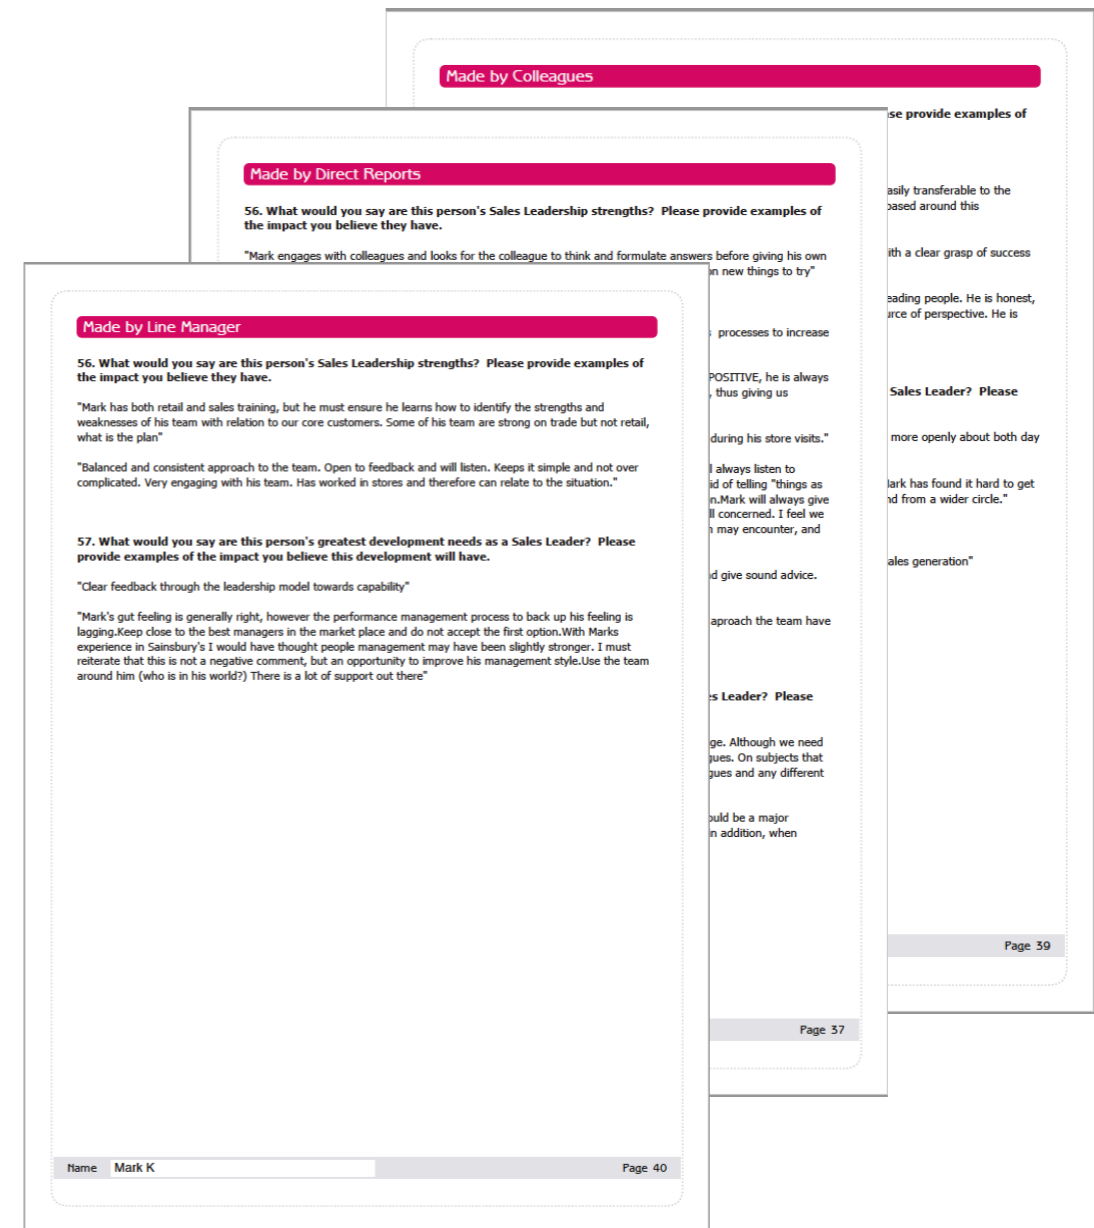 Made by Colleagues
se provide examples of
asily transferable to the
based around this
ith a clear grasp of success
eading people. He is honest,
urce of perspective. He is
Sales Leader?  Please
more openly about both day
Mark has found it hard to get
nd from a wider circle."
ales generation"
Page 39
Made by Direct Reports
56. What would you say are this person's Sales Leadership strengths?  Please provide examples of
the impact you believe they have.
"Mark engages with colleagues and looks for the colleague to think and formulate answers before giving his own
on new things to try"
processes to increase
POSITIVE, he is always
, thus giving us
during his store visits."
l always listen to
id of telling "things as
n.Mark will always give
ll concerned. I feel we
may encounter, and
d give sound advice.
aproach the team have
es Leader?  Please
ge. Although we need
gues. On subjects that
gues and any different
ould be a major
n addition, when
Page 37
Made by Line Manager
56. What would you say are this person's Sales Leadership strengths?  Please provide examples of
the impact you believe they have.
"Mark has both retail and sales training, but he must ensure he learns how to identify the strengths and
weaknesses of his team with relation to our core customers. Some of his team are strong on trade but not retail,
what is the plan"
"Balanced and consistent approach to the team. Open to feedback and will listen. Keeps it simple and not over
complicated. Very engaging with his team. Has worked in stores and therefore can relate to the situation."
57. What would you say are this person's greatest development needs as a Sales Leader?  Please
provide examples of the impact you believe this development will have.
"Clear feedback through the leadership model towards capability"
"Mark's gut feeling is generally right, however the performance management process to back up his feeling is
lagging.Keep close to the best managers in the market place and do not accept the first option.With Marks
experience in Sainsbury's I would have thought people management may have been slightly stronger. I must
reiterate that this is not a negative comment, but an opportunity to improve his management style.Use the team
around him (who is in his world?) There is a lot of support out there"
Name Mark K
Page 40